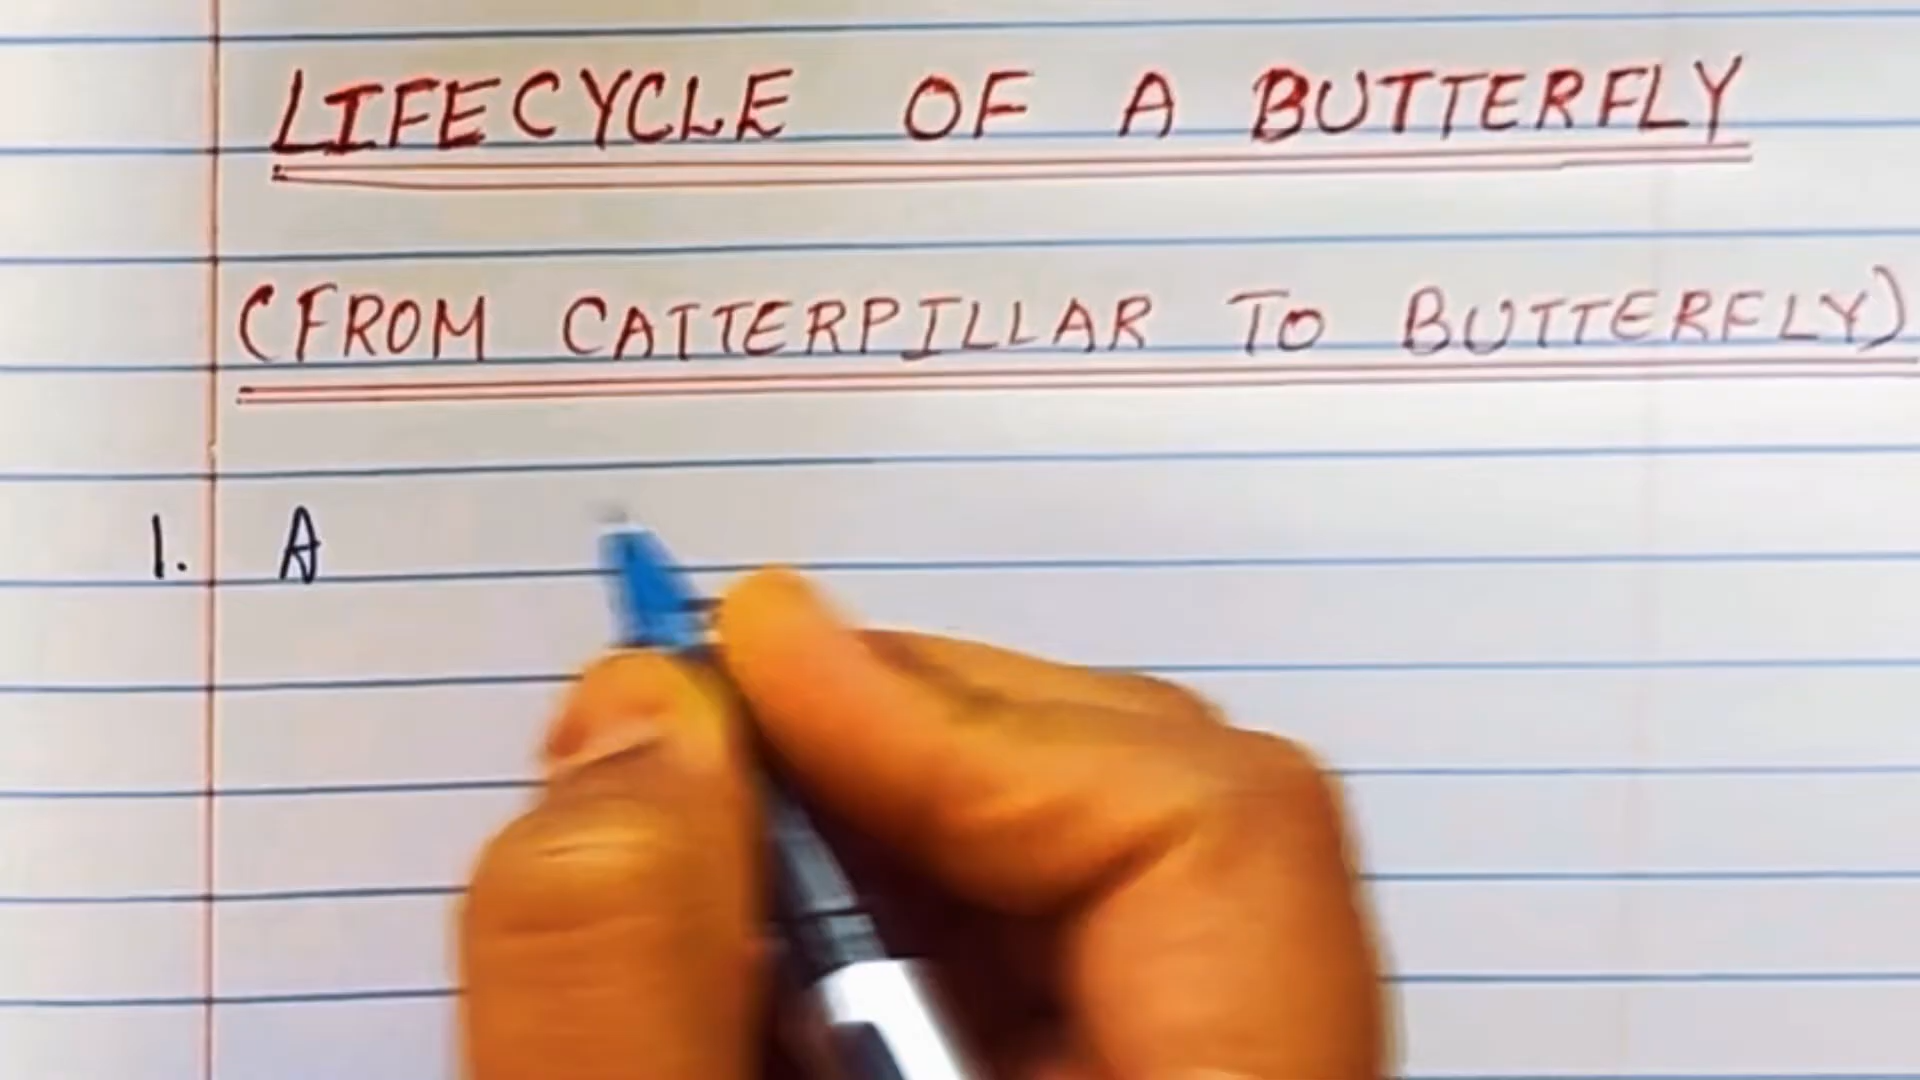 LIFECYCLE OF A BUTTERFLY
(FROM CATTERPILLAR TO BUTTERFLY)
1. A